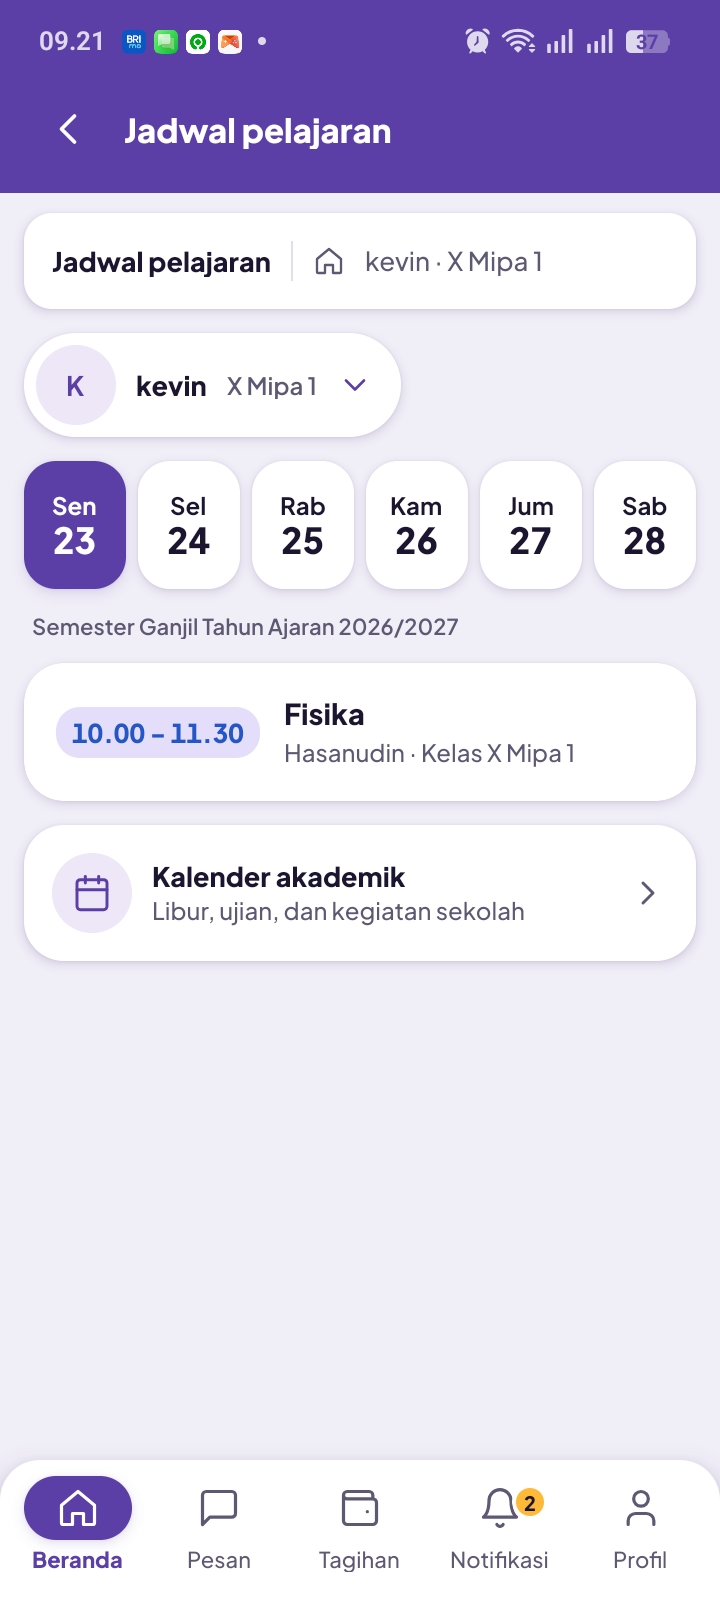 09.21
BRI
mo
37
Jadwal pelajaran
Jadwal pelajaran
kevin · X Mipa 1
K
kevin X Mipa 1
Sen Sel Rab Kam Jum Sab
23 24 25 26 27 28
Semester Ganjil Tahun Ajaran 2026/2027
10.00 – 11.30
Fisika
Hasanudin · Kelas X Mipa 1
Kalender akademik
Libur, ujian, dan kegiatan sekolah
2
Beranda Pesan Tagihan Notifikasi Profil